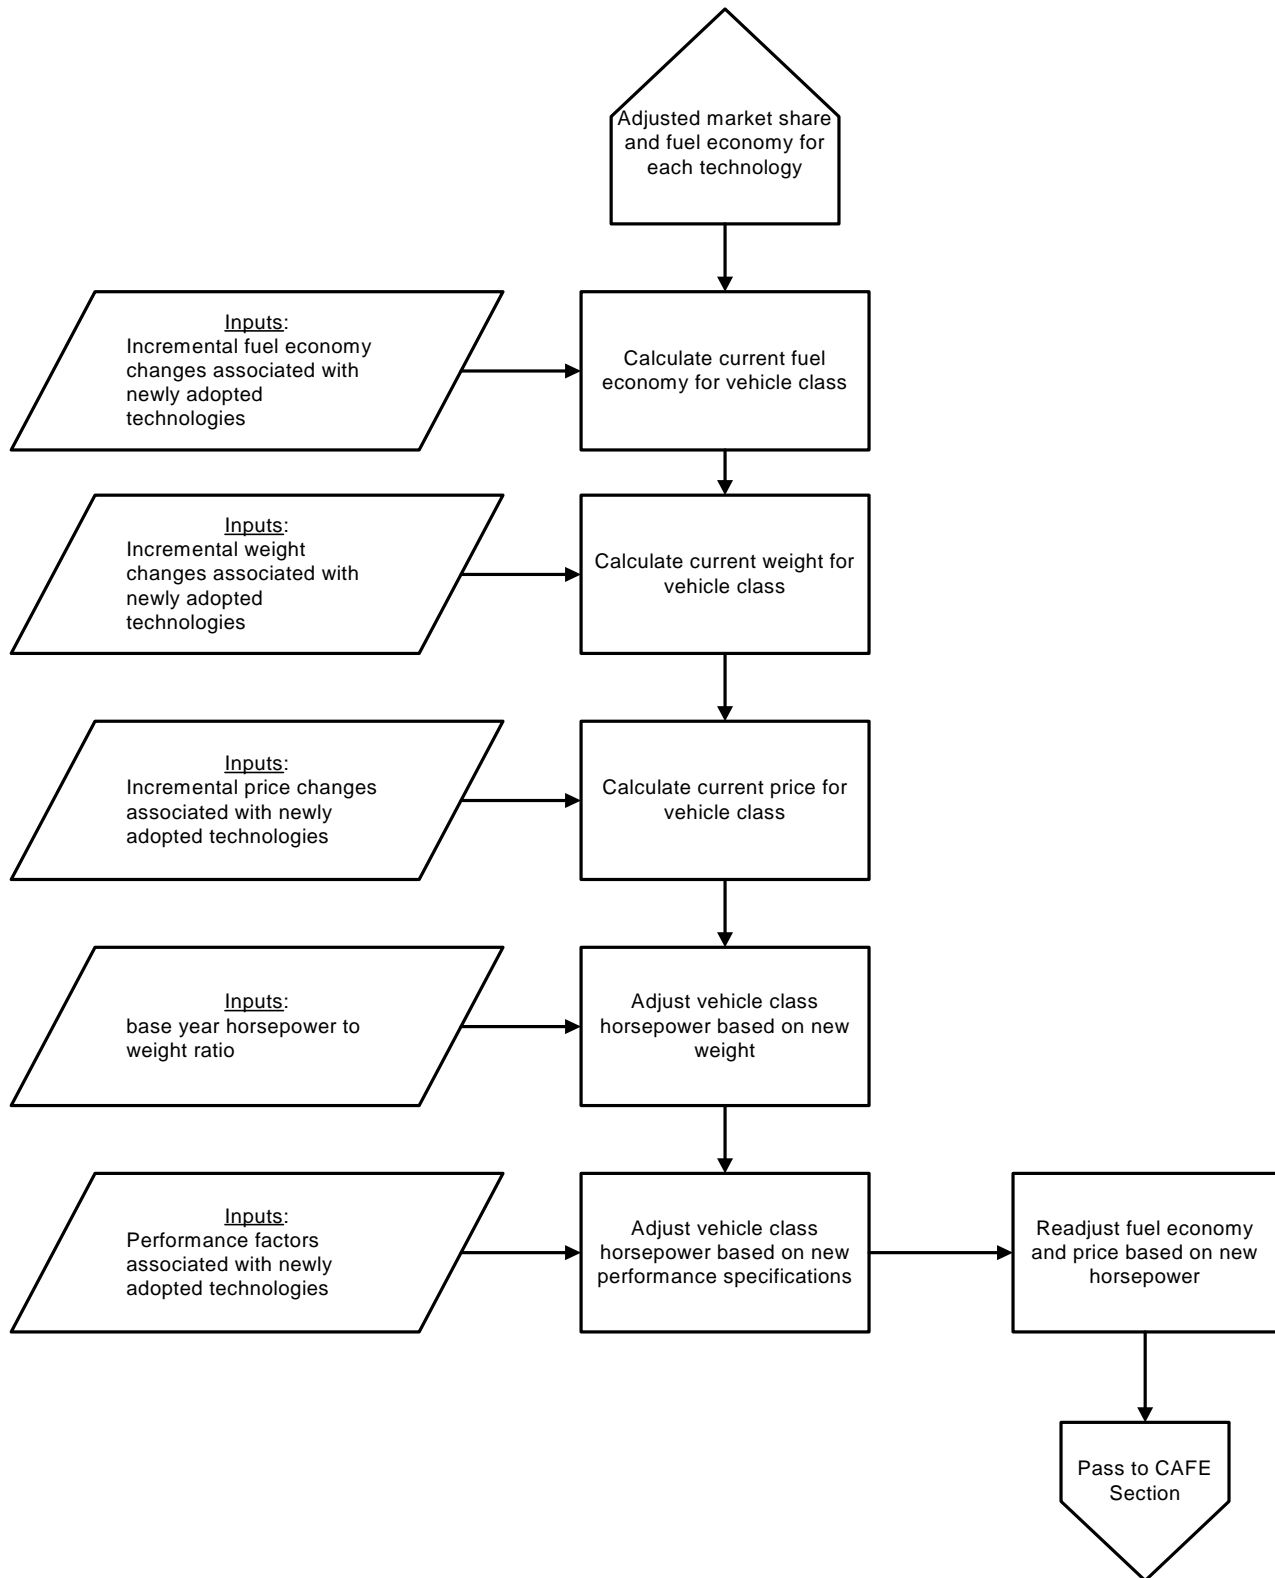 Adjusted market share
and fuel economy for
each technology
Inputs:
Incremental fuel economy
changes associated with
newly adopted
technologies
Calculate current fuel
economy for vehicle class
Inputs:
Incremental weight
changes associated with
newly adopted
technologies
Calculate current weight for
vehicle class
Inputs:
Incremental price changes
associated with newly
adopted technologies
Calculate current price for
vehicle class
Inputs:
base year horsepower to
weight ratio
Adjust vehicle class
horsepower based on new
weight
Inputs:
Performance factors
associated with newly
adopted technologies
Adjust vehicle class
horsepower based on new
performance specifications
Readjust fuel economy
and price based on new
horsepower
Pass to CAFE
Section